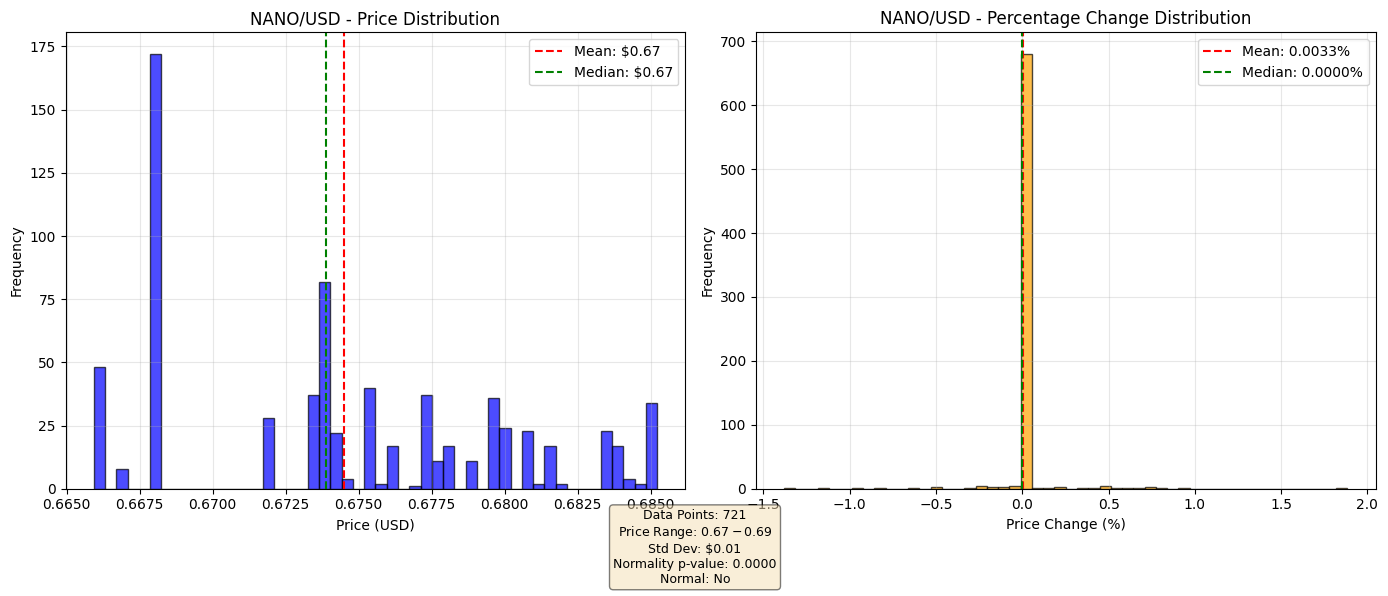 NANO/USD - Price Distribution
Mean: $0.67
Median: $0.67
175
150
125
100
75
50
25
0
Frequency
0.6650 0.6675 0.6700 0.6725 0.6750 0.6775 0.6800 0.6825 0.6850
Price (USD)
NANO/USD - Percentage Change Distribution
Mean: 0.0033%
Median: 0.0000%
700
600
500
400
300
200
100
0
Frequency
−1.5 −1.0 −0.5 0.0 0.5 1.0 1.5 2.0
Price Change (%)
Data Points: 721
Price Range: 0.67 − 0.69
Std Dev: $0.01
Normality p-value: 0.0000
Normal: No